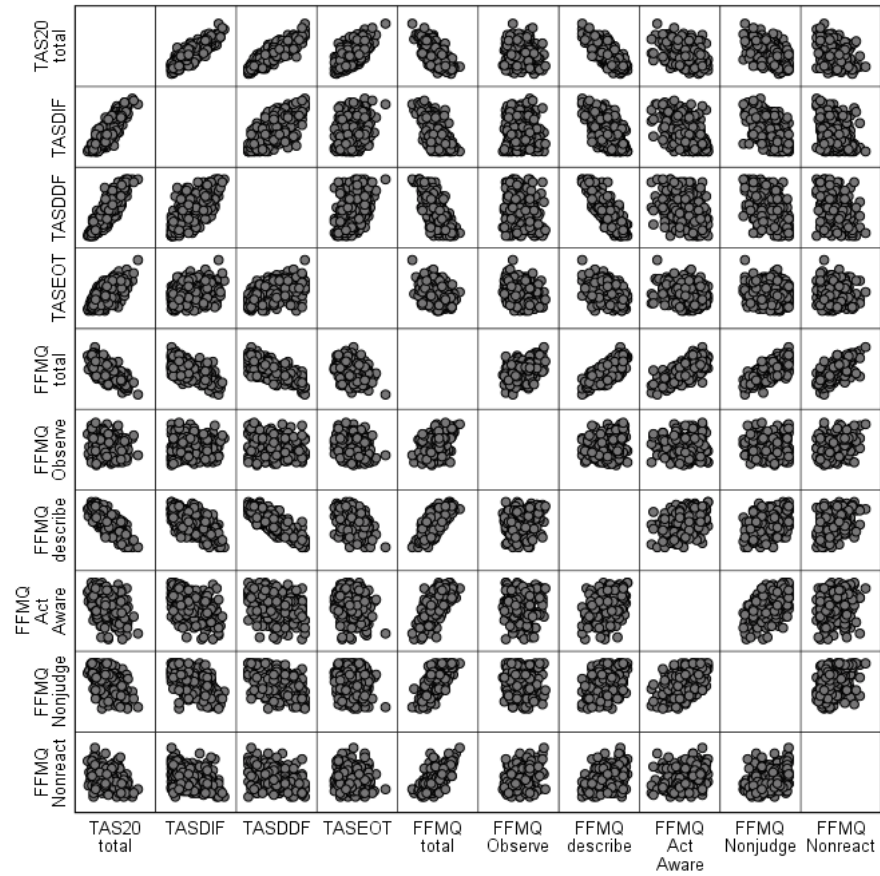 TAS20
total
TASDIF
TASDDF
TASEOT
FFMQ
total
FFMQ
Observe
FFMQ
describe
FFMQ
Act
Aware
FFMQ
Nonjudge
FFMQ
Nonreact
TAS20
total
TASDIF
TASDDF
TASEOT
FFMQ
total
FFMQ
Observe
FFMQ
describe
FFMQ
Act
Aware
FFMQ
Nonjudge
FFMQ
Nonreact